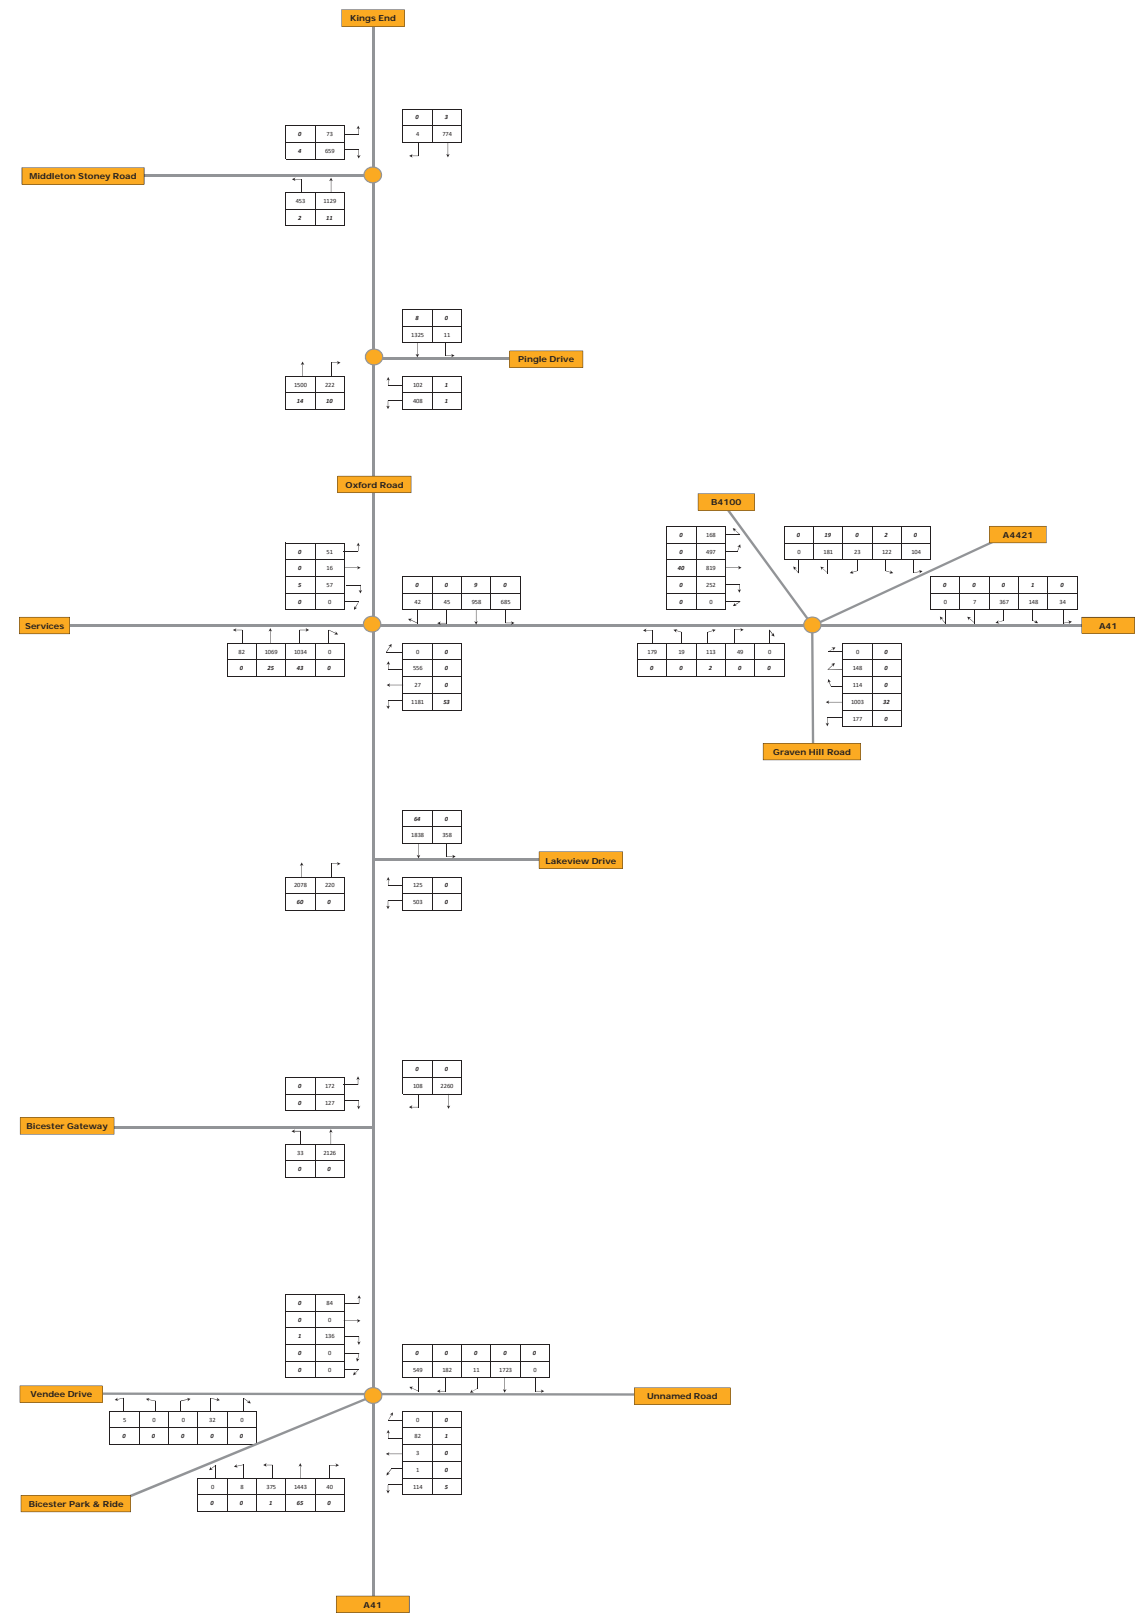 Kings End
0 3
4 774
0 73
4 659
Middleton Stoney Road
453 1129
2 11
8 0
1325 11
Pingle Drive
1500 222
14 10
102 1
408 1
Oxford Road
B4100
A4421
0 51
0 16
5 57
0 0
0 0 9 0
42 45 958 685
0 168
0 497
40 819
0 252
0 0
0 19 0 2 0
0 181 23 122 104
0 0 0 1 0
0 7 367 148 34
Services
A41
82 1069 1034 0
0 25 43 0
0 0
556 0
27 0
1181 53
179 19 113 49 0
0 0 2 0 0
0 0
148 0
114 0
1003 32
177 0
Graven Hill Road
64 0
1838 358
Lakeview Drive
2078 220
60 0
125 0
503 0
0 172
0 127
0 0
108 2260
Bicester Gateway
33 2126
0 0
0 84
0 0
1 136
0 0
0 0
0 0 0 0 0
549 182 11 1723 0
Vendee Drive
Unnamed Road
5 0 0 32 0
0 0 0 0 0
0 0
82 1
3 0
1 0
114 5
0 8 375 1443 40
0 0 1 65 0
Bicester Park & Ride
A41